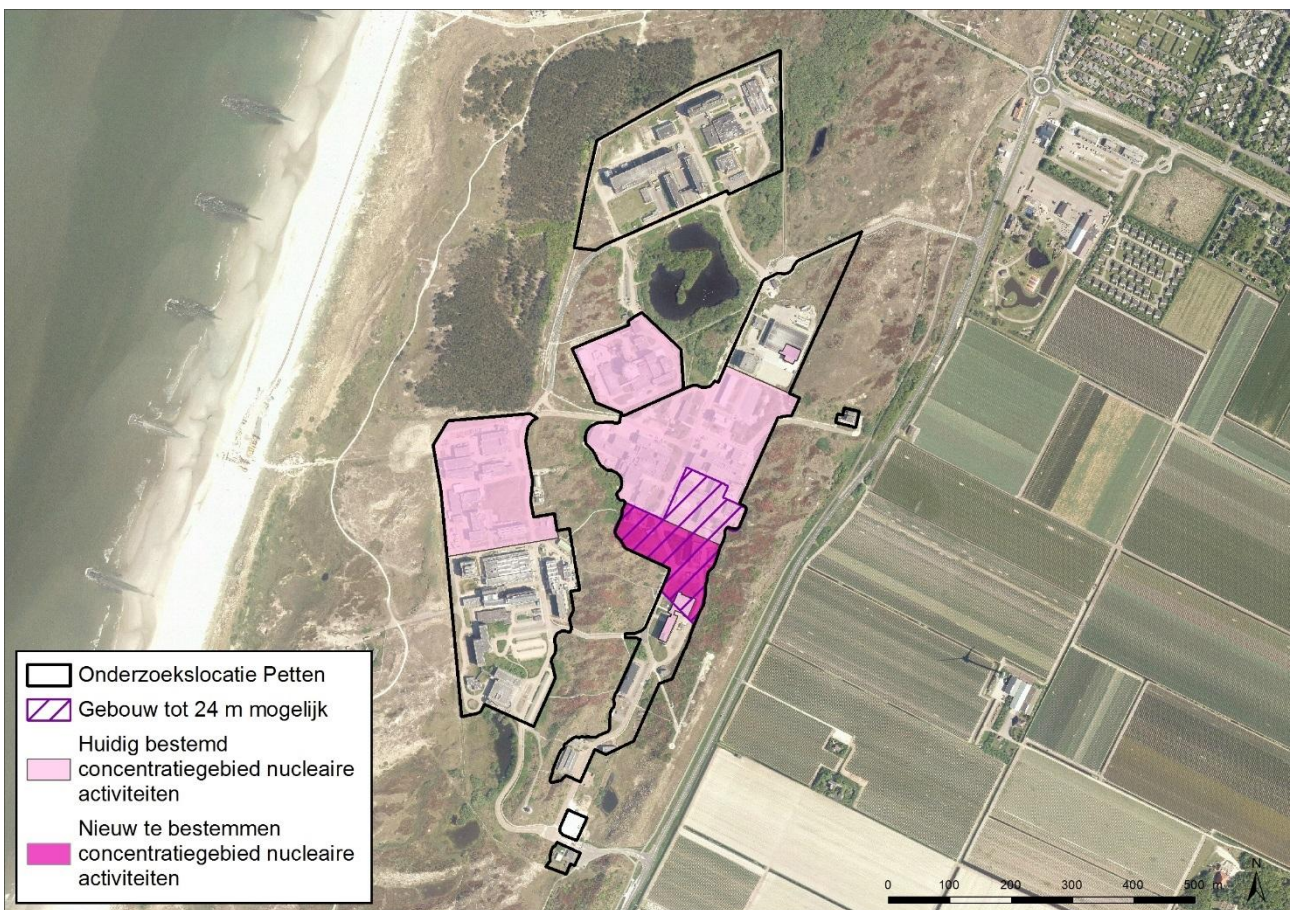 Onderzoekslocatie Petten
Gebouw tot 24 m mogelijk
Huidig bestemd
concentratiegebied nucleaire
activiteiten
Nieuw te bestemmen
concentratiegebied nucleaire
activiteiten
N
0 100 200 300 400 500 m